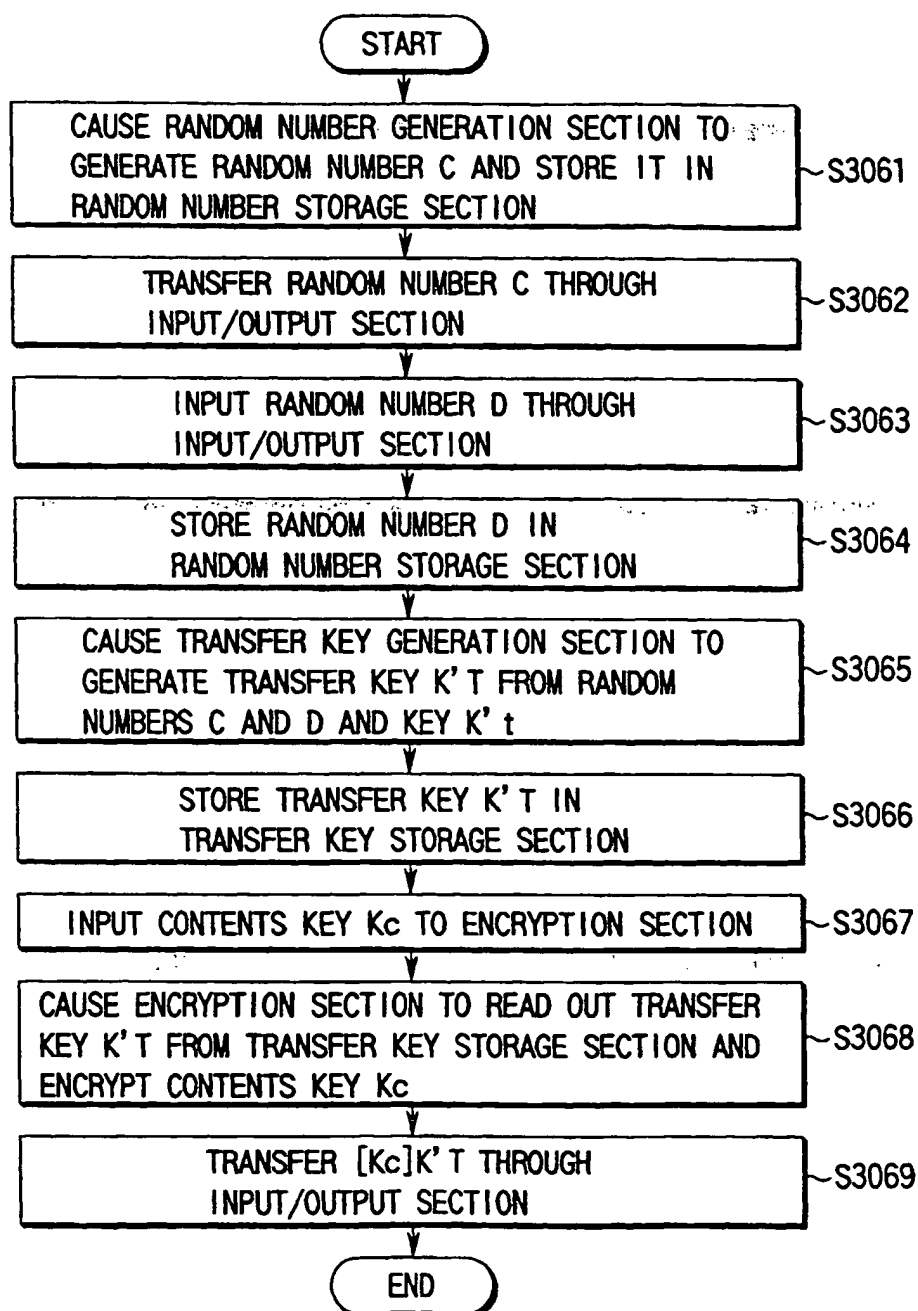 START
CAUSE RANDOM NUMBER GENERATION SECTION TO
GENERATE RANDOM NUMBER C AND STORE IT IN
RANDOM NUMBER STORAGE SECTION
S3061
TRANSFER RANDOM NUMBER C THROUGH
INPUT/OUTPUT SECTION
S3062
INPUT RANDOM NUMBER D THROUGH
INPUT/OUTPUT SECTION
S3063
STORE RANDOM NUMBER D IN
RANDOM NUMBER STORAGE SECTION
S3064
CAUSE TRANSFER KEY GENERATION SECTION TO
GENERATE TRANSFER KEY K'T FROM RANDOM
NUMBERS C AND D AND KEY K't
S3065
STORE TRANSFER KEY K'T IN
TRANSFER KEY STORAGE SECTION
S3066
INPUT CONTENTS KEY Kc TO ENCRYPTION SECTION
S3067
CAUSE ENCRYPTION SECTION TO READ OUT TRANSFER
KEY K'T FROM TRANSFER KEY STORAGE SECTION AND
ENCRYPT CONTENTS KEY Kc
S3068
TRANSFER [Kc]K'T THROUGH
INPUT/OUTPUT SECTION
S3069
END